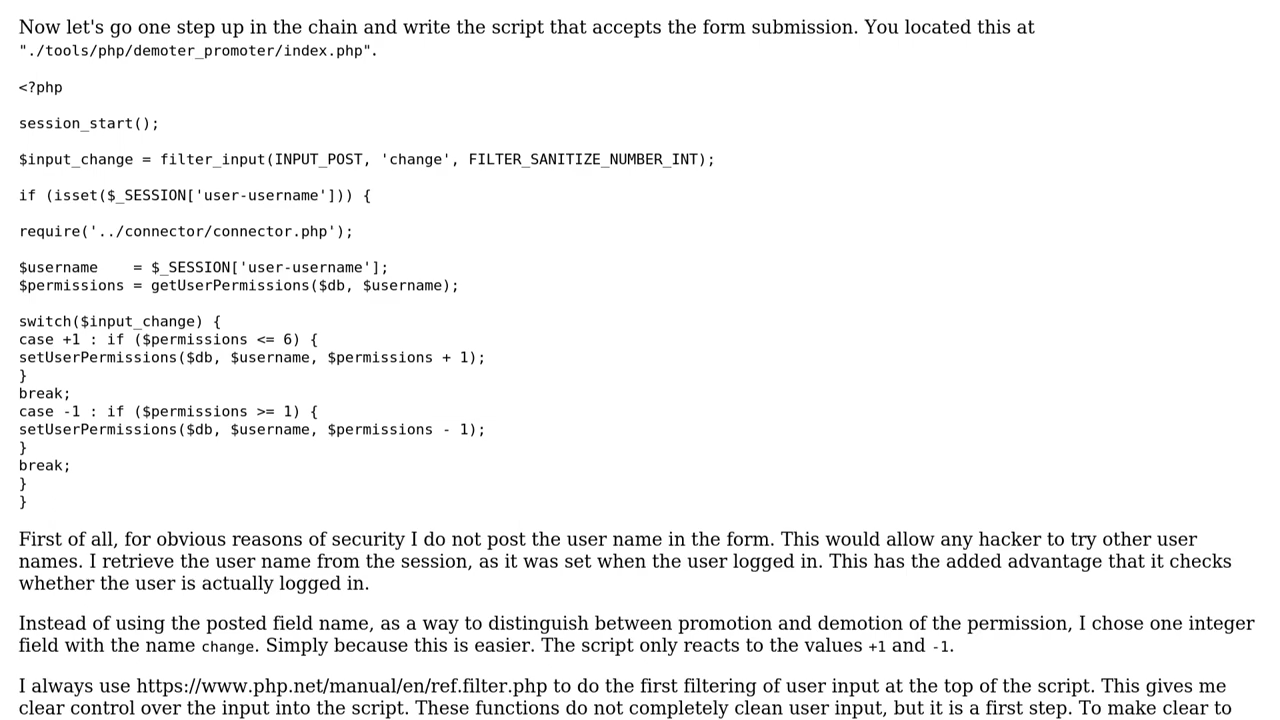 Now let's go one step up in the chain and write the script that accepts the form submission. You located this at
"./tools/php/demoter_promoter/index.php".
<?php
session_start();
$input_change = filter_input(INPUT_POST, 'change', FILTER_SANITIZE_NUMBER_INT);
if (isset($_SESSION['user-username'])) {
require('../connector/connector.php');
$username    = $_SESSION['user-username'];
$permissions = getUserPermissions($db, $username);
switch($input_change) {
case +1 : if ($permissions <= 6) {
setUserPermissions($db, $username, $permissions + 1);
}
break;
case -1 : if ($permissions >= 1) {
setUserPermissions($db, $username, $permissions - 1);
}
break;
}
}
First of all, for obvious reasons of security I do not post the user name in the form. This would allow any hacker to try other user
names. I retrieve the user name from the session, as it was set when the user logged in. This has the added advantage that it checks
whether the user is actually logged in.
Instead of using the posted field name, as a way to distinguish between promotion and demotion of the permission, I chose one integer
field with the name change. Simply because this is easier. The script only reacts to the values +1 and -1.
I always use https://www.php.net/manual/en/ref.filter.php to do the first filtering of user input at the top of the script. This gives me
clear control over the input into the script. These functions do not completely clean user input, but it is a first step. To make clear to